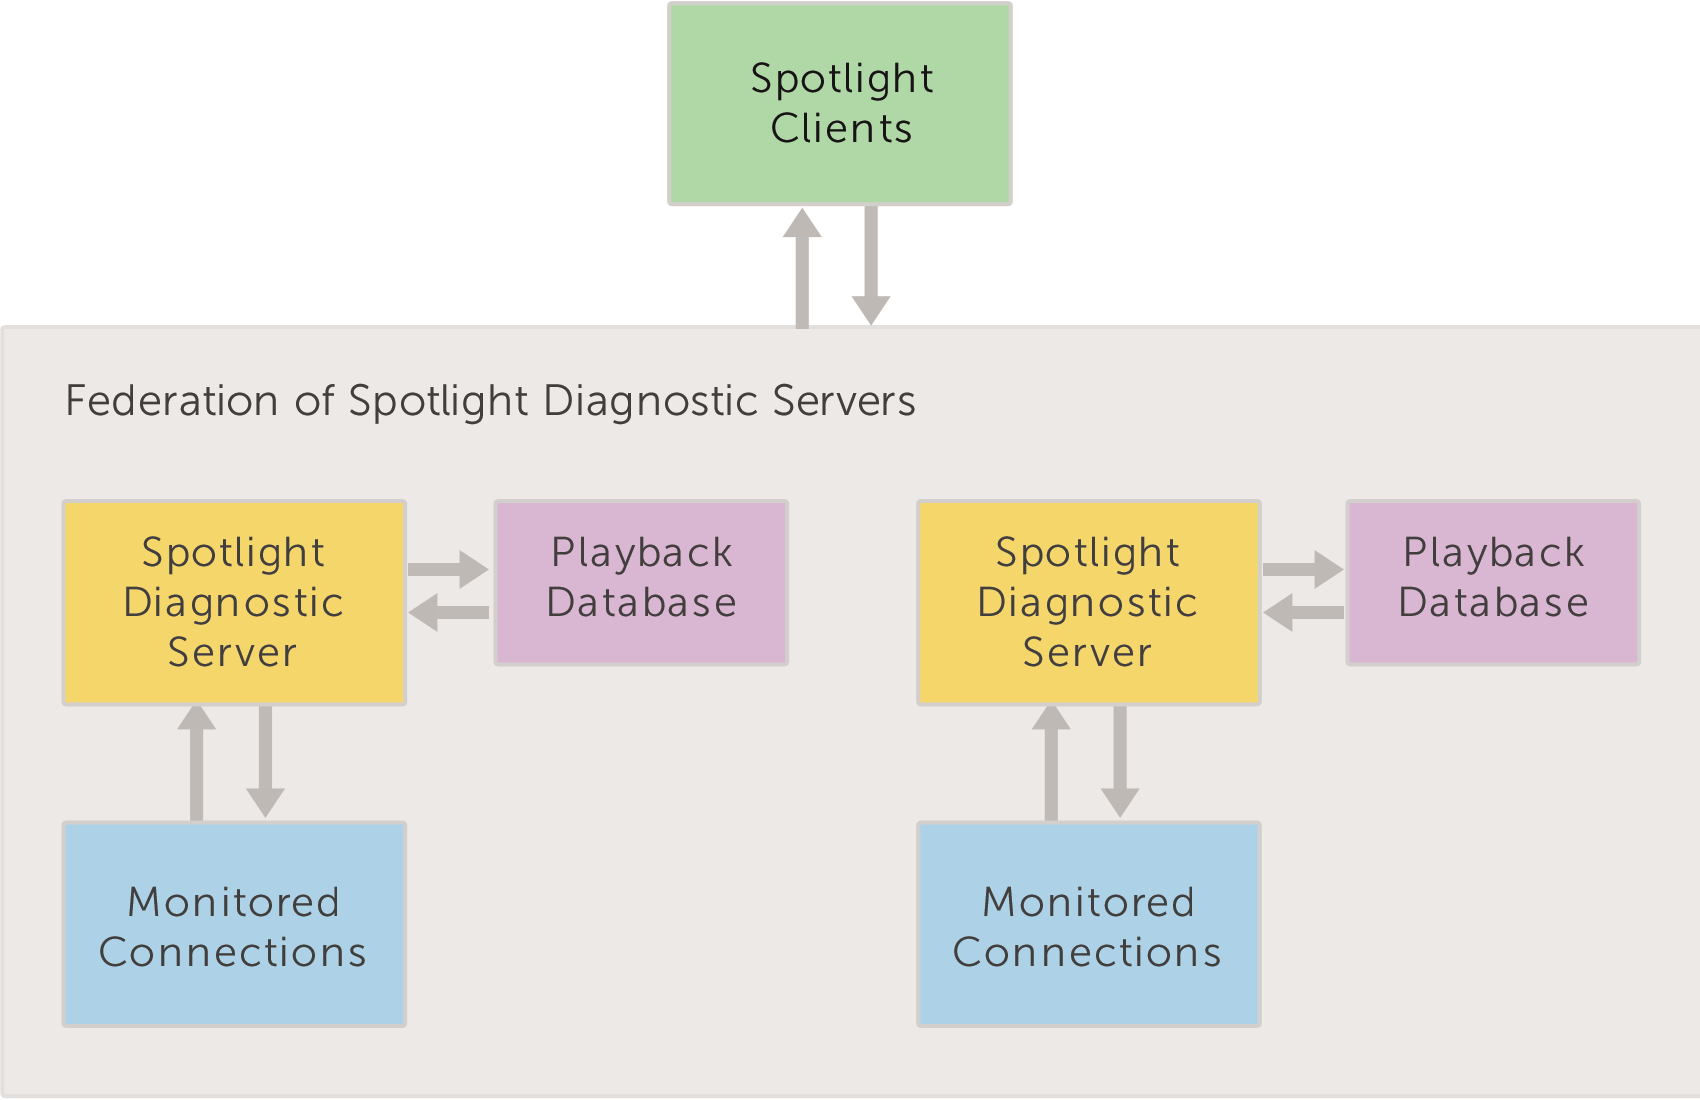 Spotlight
Clients
Federation of Spotlight Diagnostic Servers
Spotlight
Diagnostic
Server
Playback
Database
Spotlight
Diagnostic
Server
Playback
Database
Monitored
Connections
Monitored
Connections